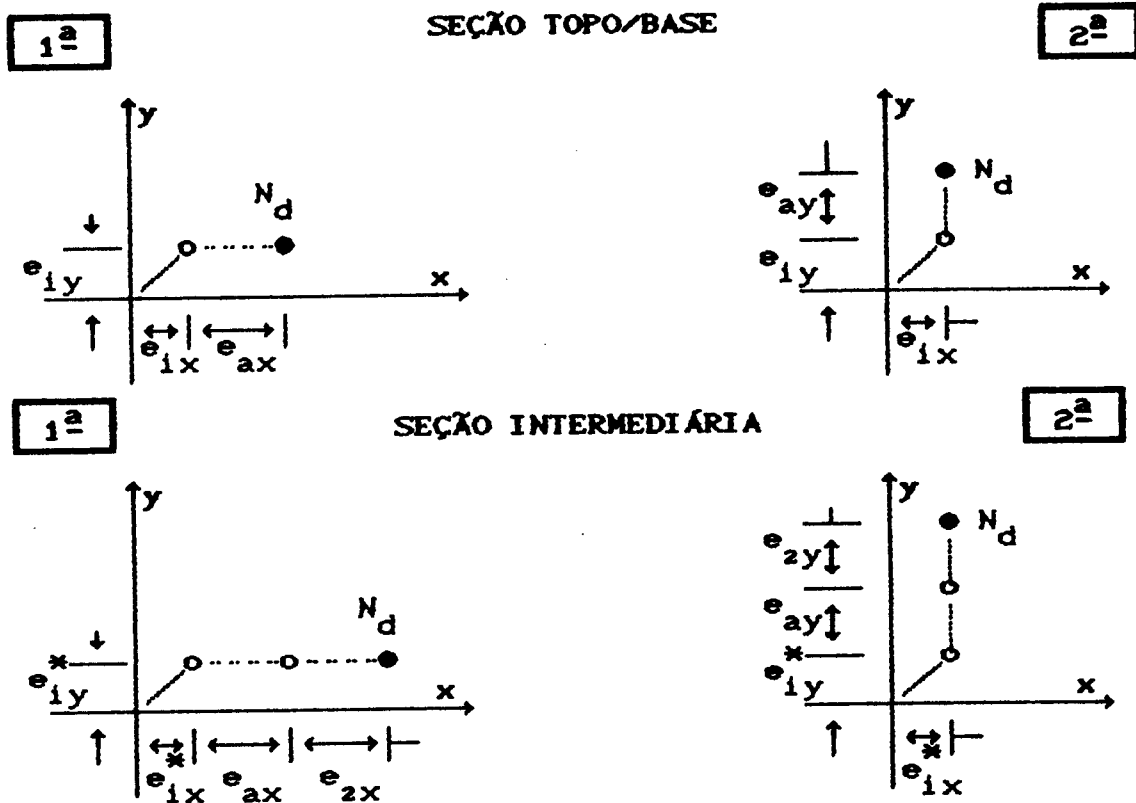 1ª SEÇÃO TOPO/BASE 2ª
y
N_d
e_iy
x
e_ix e_ax
y
N_d
e_ay
e_iy
x
e_ix
1ª SEÇÃO INTERMEDIÁRIA 2ª
y
N_d
e*_iy
x
e*_ix e_ax e_2x
y
N_d
e_2y
e_ay
e*_iy
x
e*_ix